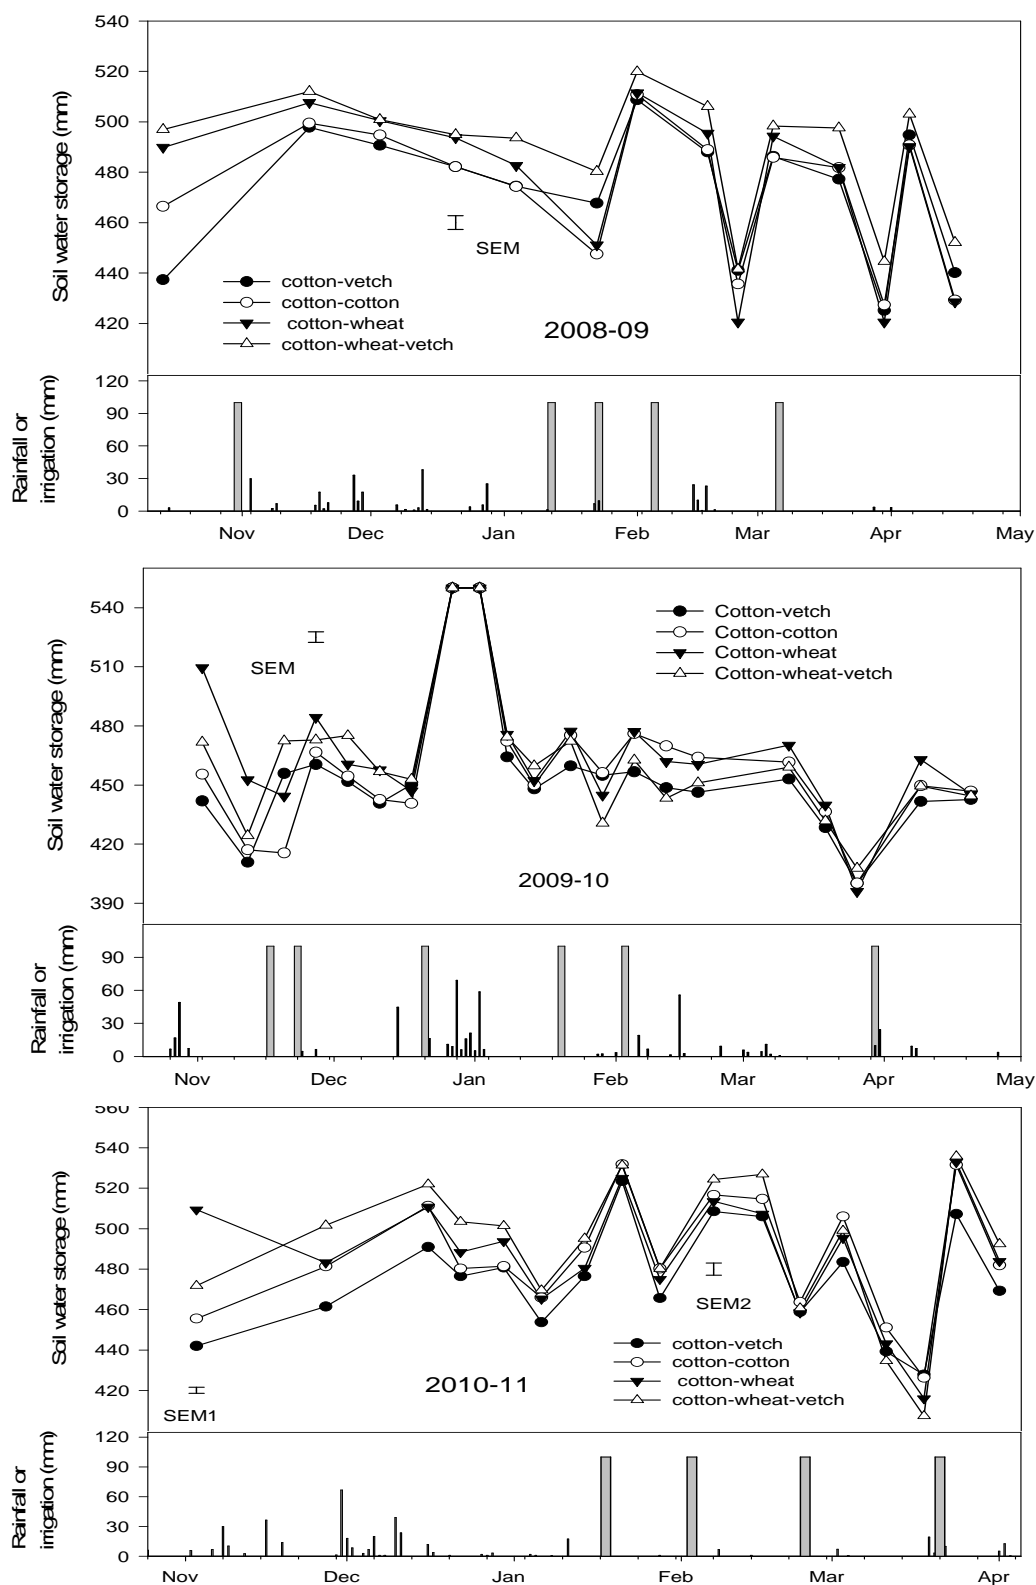 540
520
500
480
460
440
420
Soil water storage (mm)
SEM
cotton-vetch
cotton-cotton
cotton-wheat
cotton-wheat-vetch
2008-09
120
90
60
30
0
Rainfall or
irrigation (mm)
Nov Dec Jan Feb Mar Apr May
540
510
480
450
420
390
Soil water storage (mm)
SEM
Cotton-vetch
Cotton-cotton
Cotton-wheat
Cotton-wheat-vetch
2009-10
90
60
30
0
Rainfall or
irrigation (mm)
Nov Dec Jan Feb Mar Apr May
560
540
520
500
480
460
440
420
Soil water storage (mm)
SEM1
SEM2
cotton-vetch
cotton-cotton
cotton-wheat
cotton-wheat-vetch
2010-11
120
90
60
30
0
Rainfall or
irrigation (mm)
Nov Dec Jan Feb Mar Apr